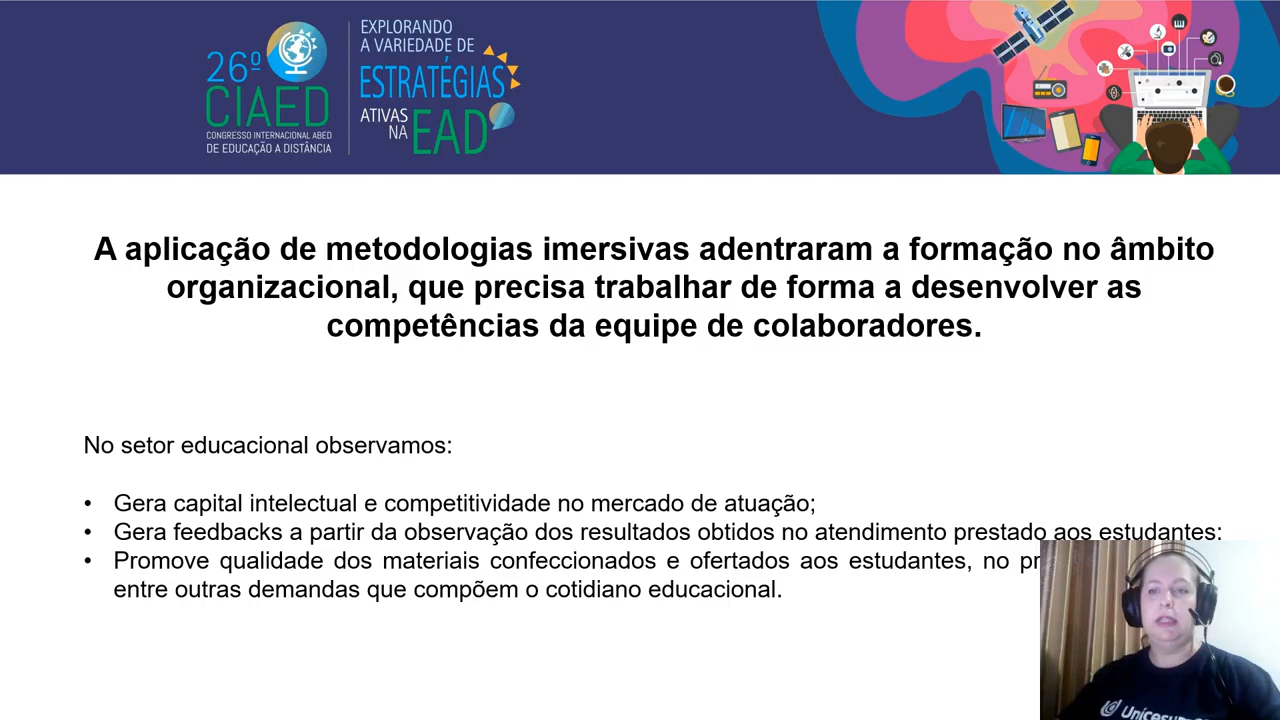 26º
CIAED
CONGRESSO INTERNACIONAL ABED
DE EDUCAÇÃO A DISTÂNCIA
EXPLORANDO
A VARIEDADE DE
ESTRATÉGIAS
ATIVAS
NA EAD
A aplicação de metodologias imersivas adentraram a formação no âmbito
organizacional, que precisa trabalhar de forma a desenvolver as
competências da equipe de colaboradores.
No setor educacional observamos:
• Gera capital intelectual e competitividade no mercado de atuação;
• Gera feedbacks a partir da observação dos resultados obtidos no atendimento prestado aos estudantes:
• Promove qualidade dos materiais confeccionados e ofertados aos estudantes, no
entre outras demandas que compõem o cotidiano educacional.